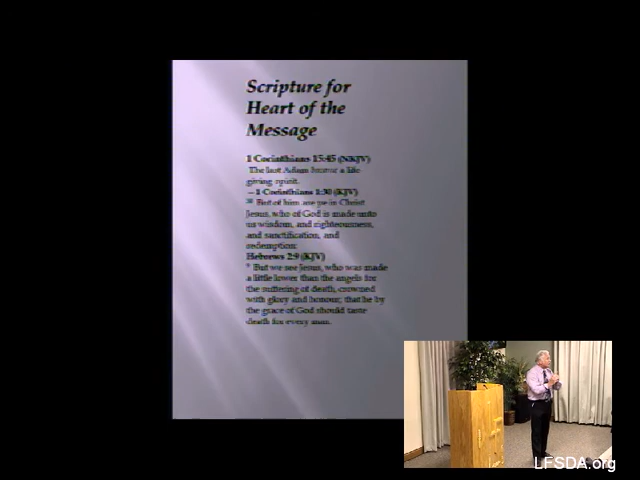 Scripture for
Heart of the
Message
1 Corinthians 15:45 (NKJV)
The last Adam became a life
giving spirit.
– 1 Corinthians 1:30 (KJV)
30 But of him are ye in Christ
Jesus, who of God is made unto
us wisdom, and righteousness,
and sanctification, and
redemption:
Hebrews 2:9 (KJV)
9 But we see Jesus, who was made
a little lower than the angels for
the suffering of death, crowned
with glory and honour; that he by
the grace of God should taste
death for every man.
LFSDA.org